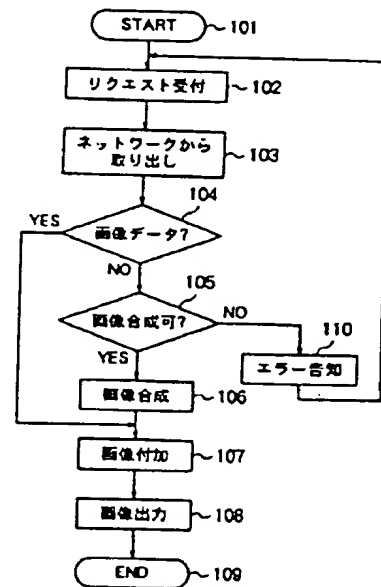 START
101
リクエスト受付
102
ネットワークから
取り出し
103
104
YES
画像データ?
NO
105
画像合成可?
NO
YES
110
エラー告知
画像合成
106
画像付加
107
画像出力
108
END
109